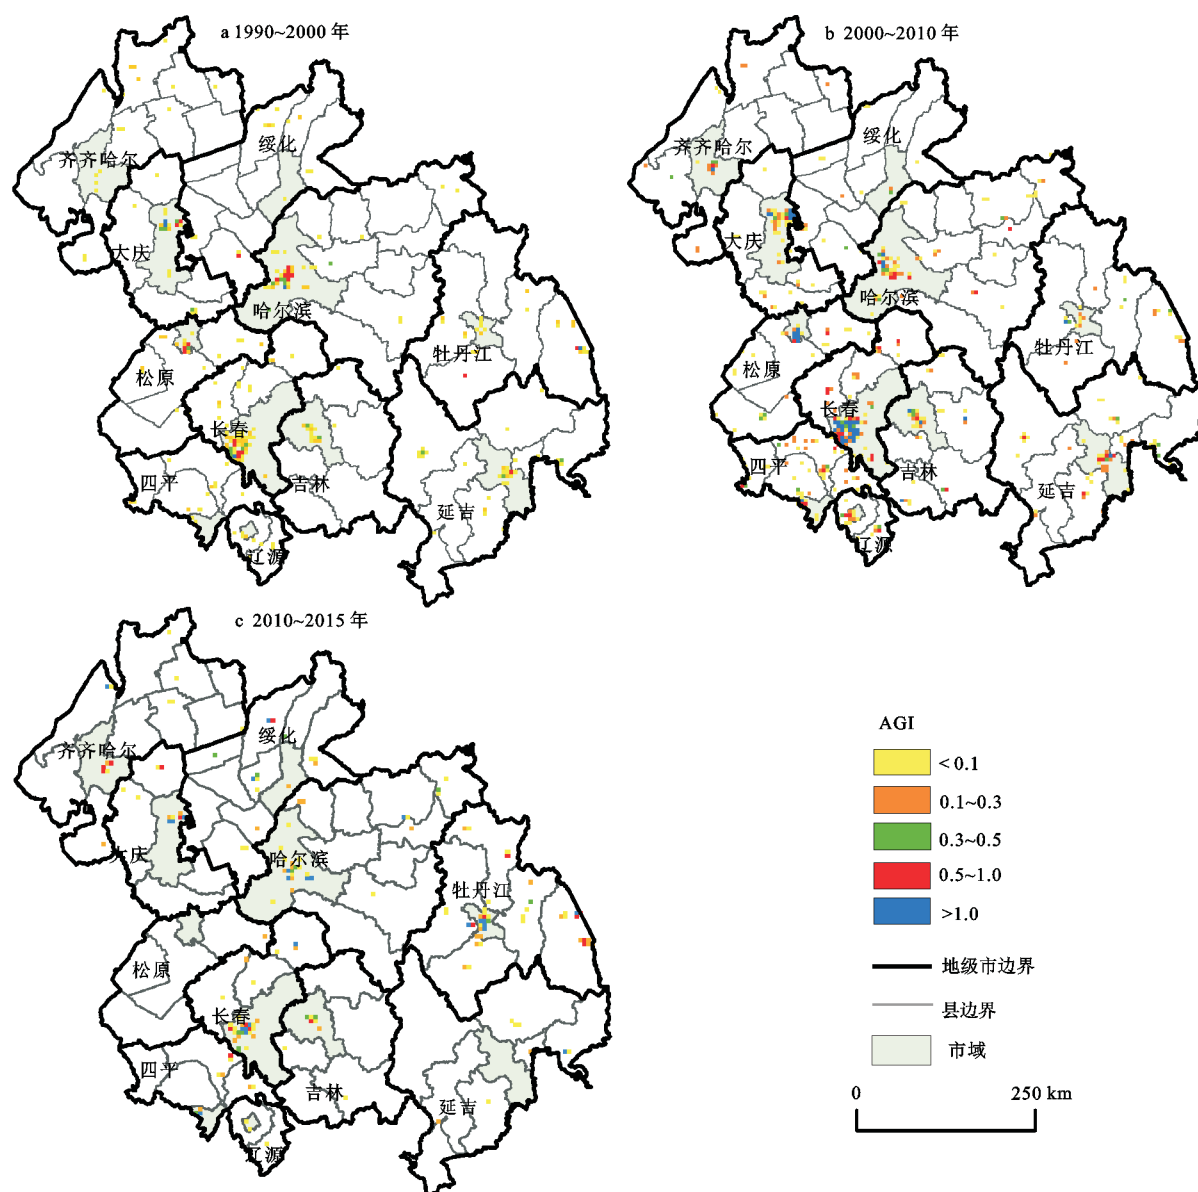 a 1990~2000 年
绥化
齐齐哈尔
大庆
哈尔滨
牡丹江
松原
长春
四平
吉林
延吉
辽源
b 2000~2010 年
绥化
齐齐哈尔
大庆
哈尔滨
牡丹江
松原
长春
四平
吉林
延吉
辽源
c 2010~2015 年
绥化
齐齐哈尔
大庆
哈尔滨
牡丹江
松原
长春
四平
吉林
延吉
辽源
AGI
< 0.1
0.1~0.3
0.3~0.5
0.5~1.0
>1.0
地级市边界
县边界
市域
0 250 km